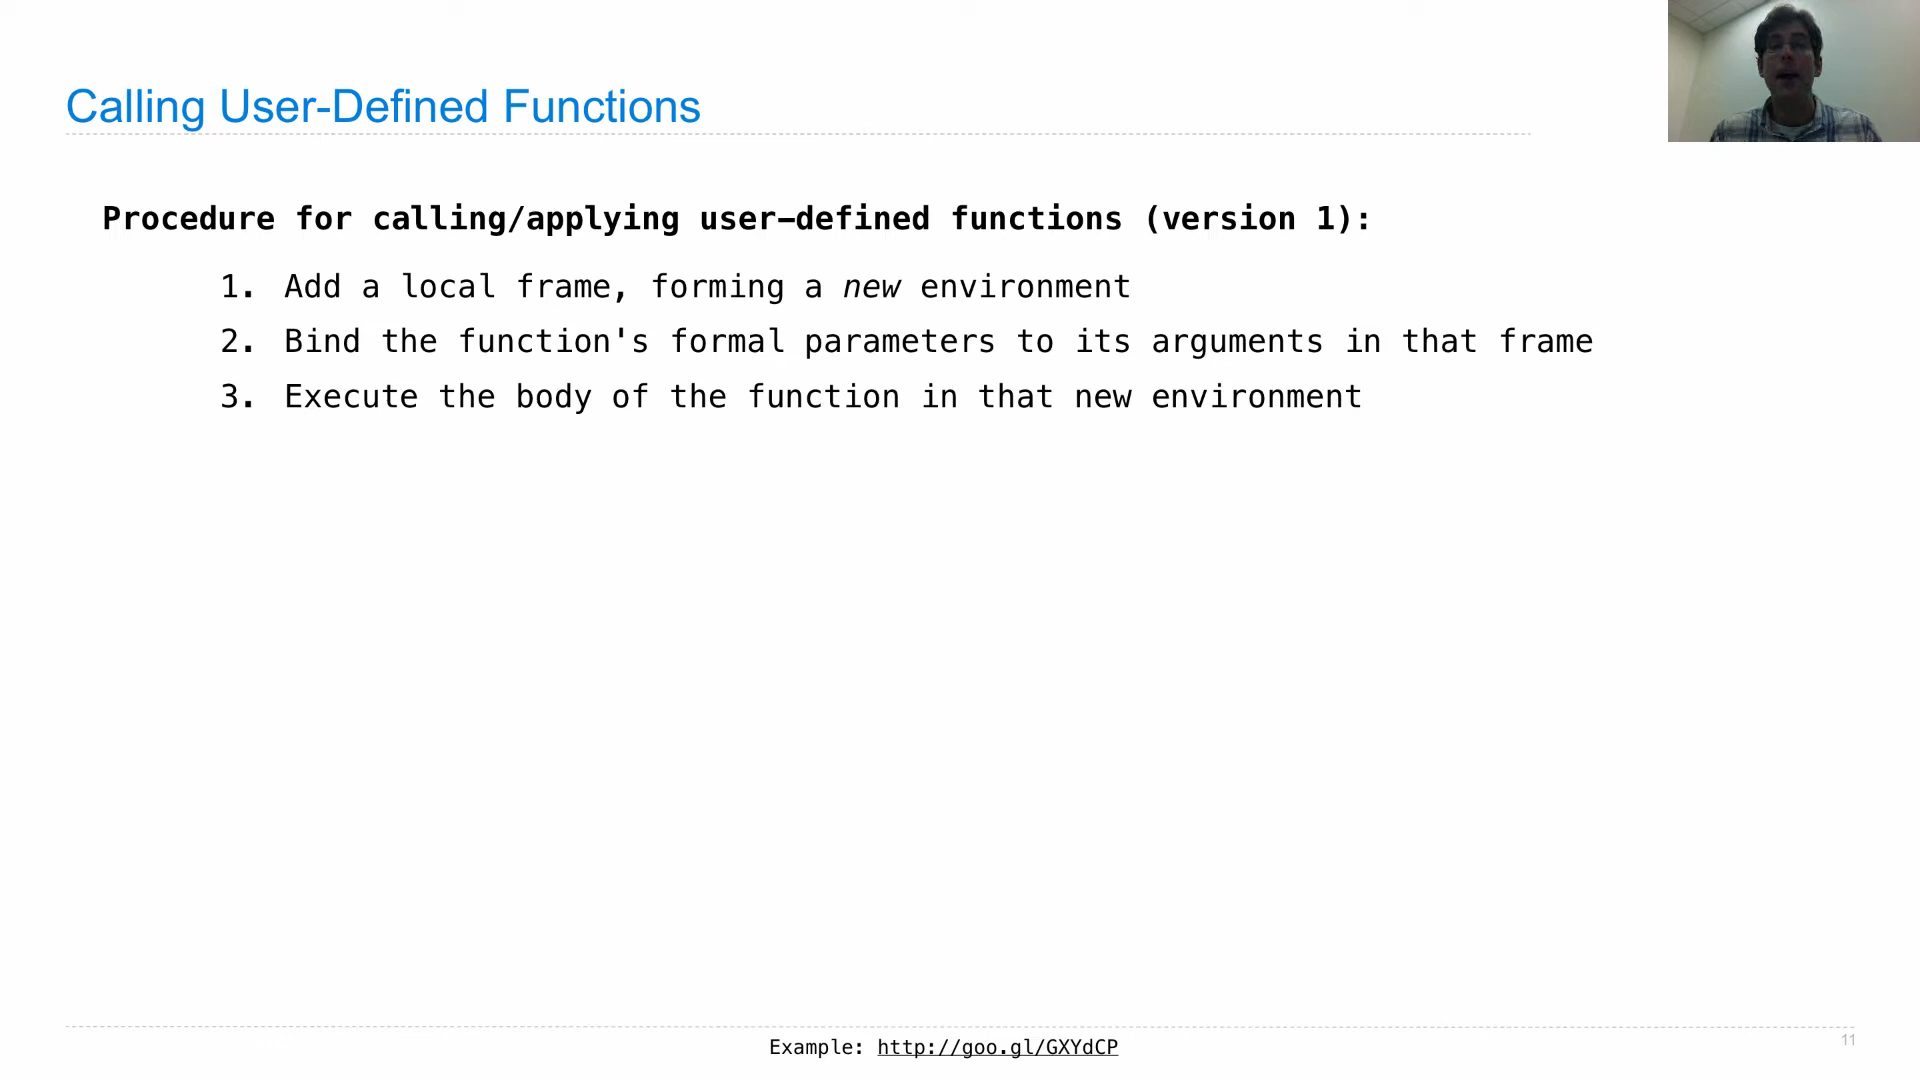 Calling User-Defined Functions
Procedure for calling/applying user-defined functions (version 1):
1. Add a local frame, forming a new environment
2. Bind the function's formal parameters to its arguments in that frame
3. Execute the body of the function in that new environment
Example: http://goo.gl/GXYdCP
11